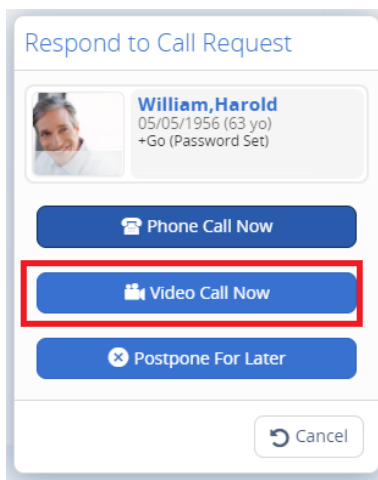 Respond to Call Request
William,Harold
05/05/1956 (63 yo)
+Go (Password Set)
Phone Call Now
Video Call Now
Postpone For Later
Cancel